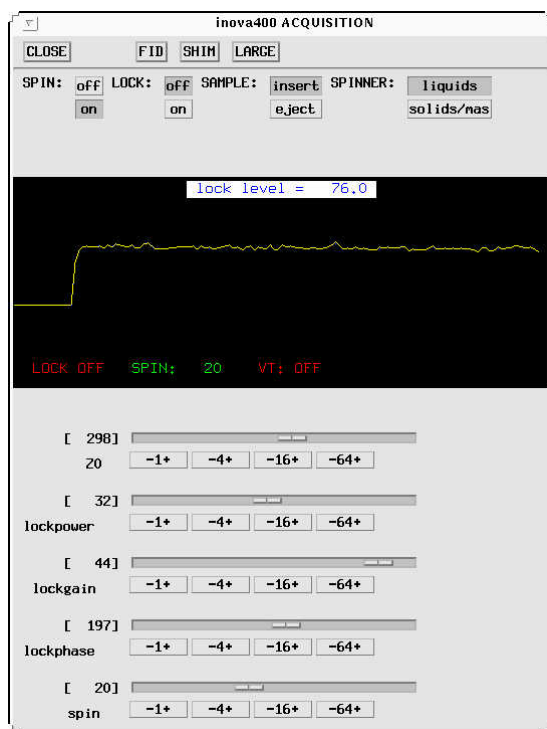 inova400 ACQUISITION
CLOSE FID SHIM LARGE
SPIN: off LOCK: off SAMPLE: insert SPINNER: liquids
on on eject solids/mas
lock level = 76.0
LOCK OFF SPIN: 20 VT: OFF
[ 298]
Z0 -1+ -4+ -16+ -64+
[ 32]
lockpower -1+ -4+ -16+ -64+
[ 44]
lockgain -1+ -4+ -16+ -64+
[ 197]
lockphase -1+ -4+ -16+ -64+
[ 20]
spin -1+ -4+ -16+ -64+